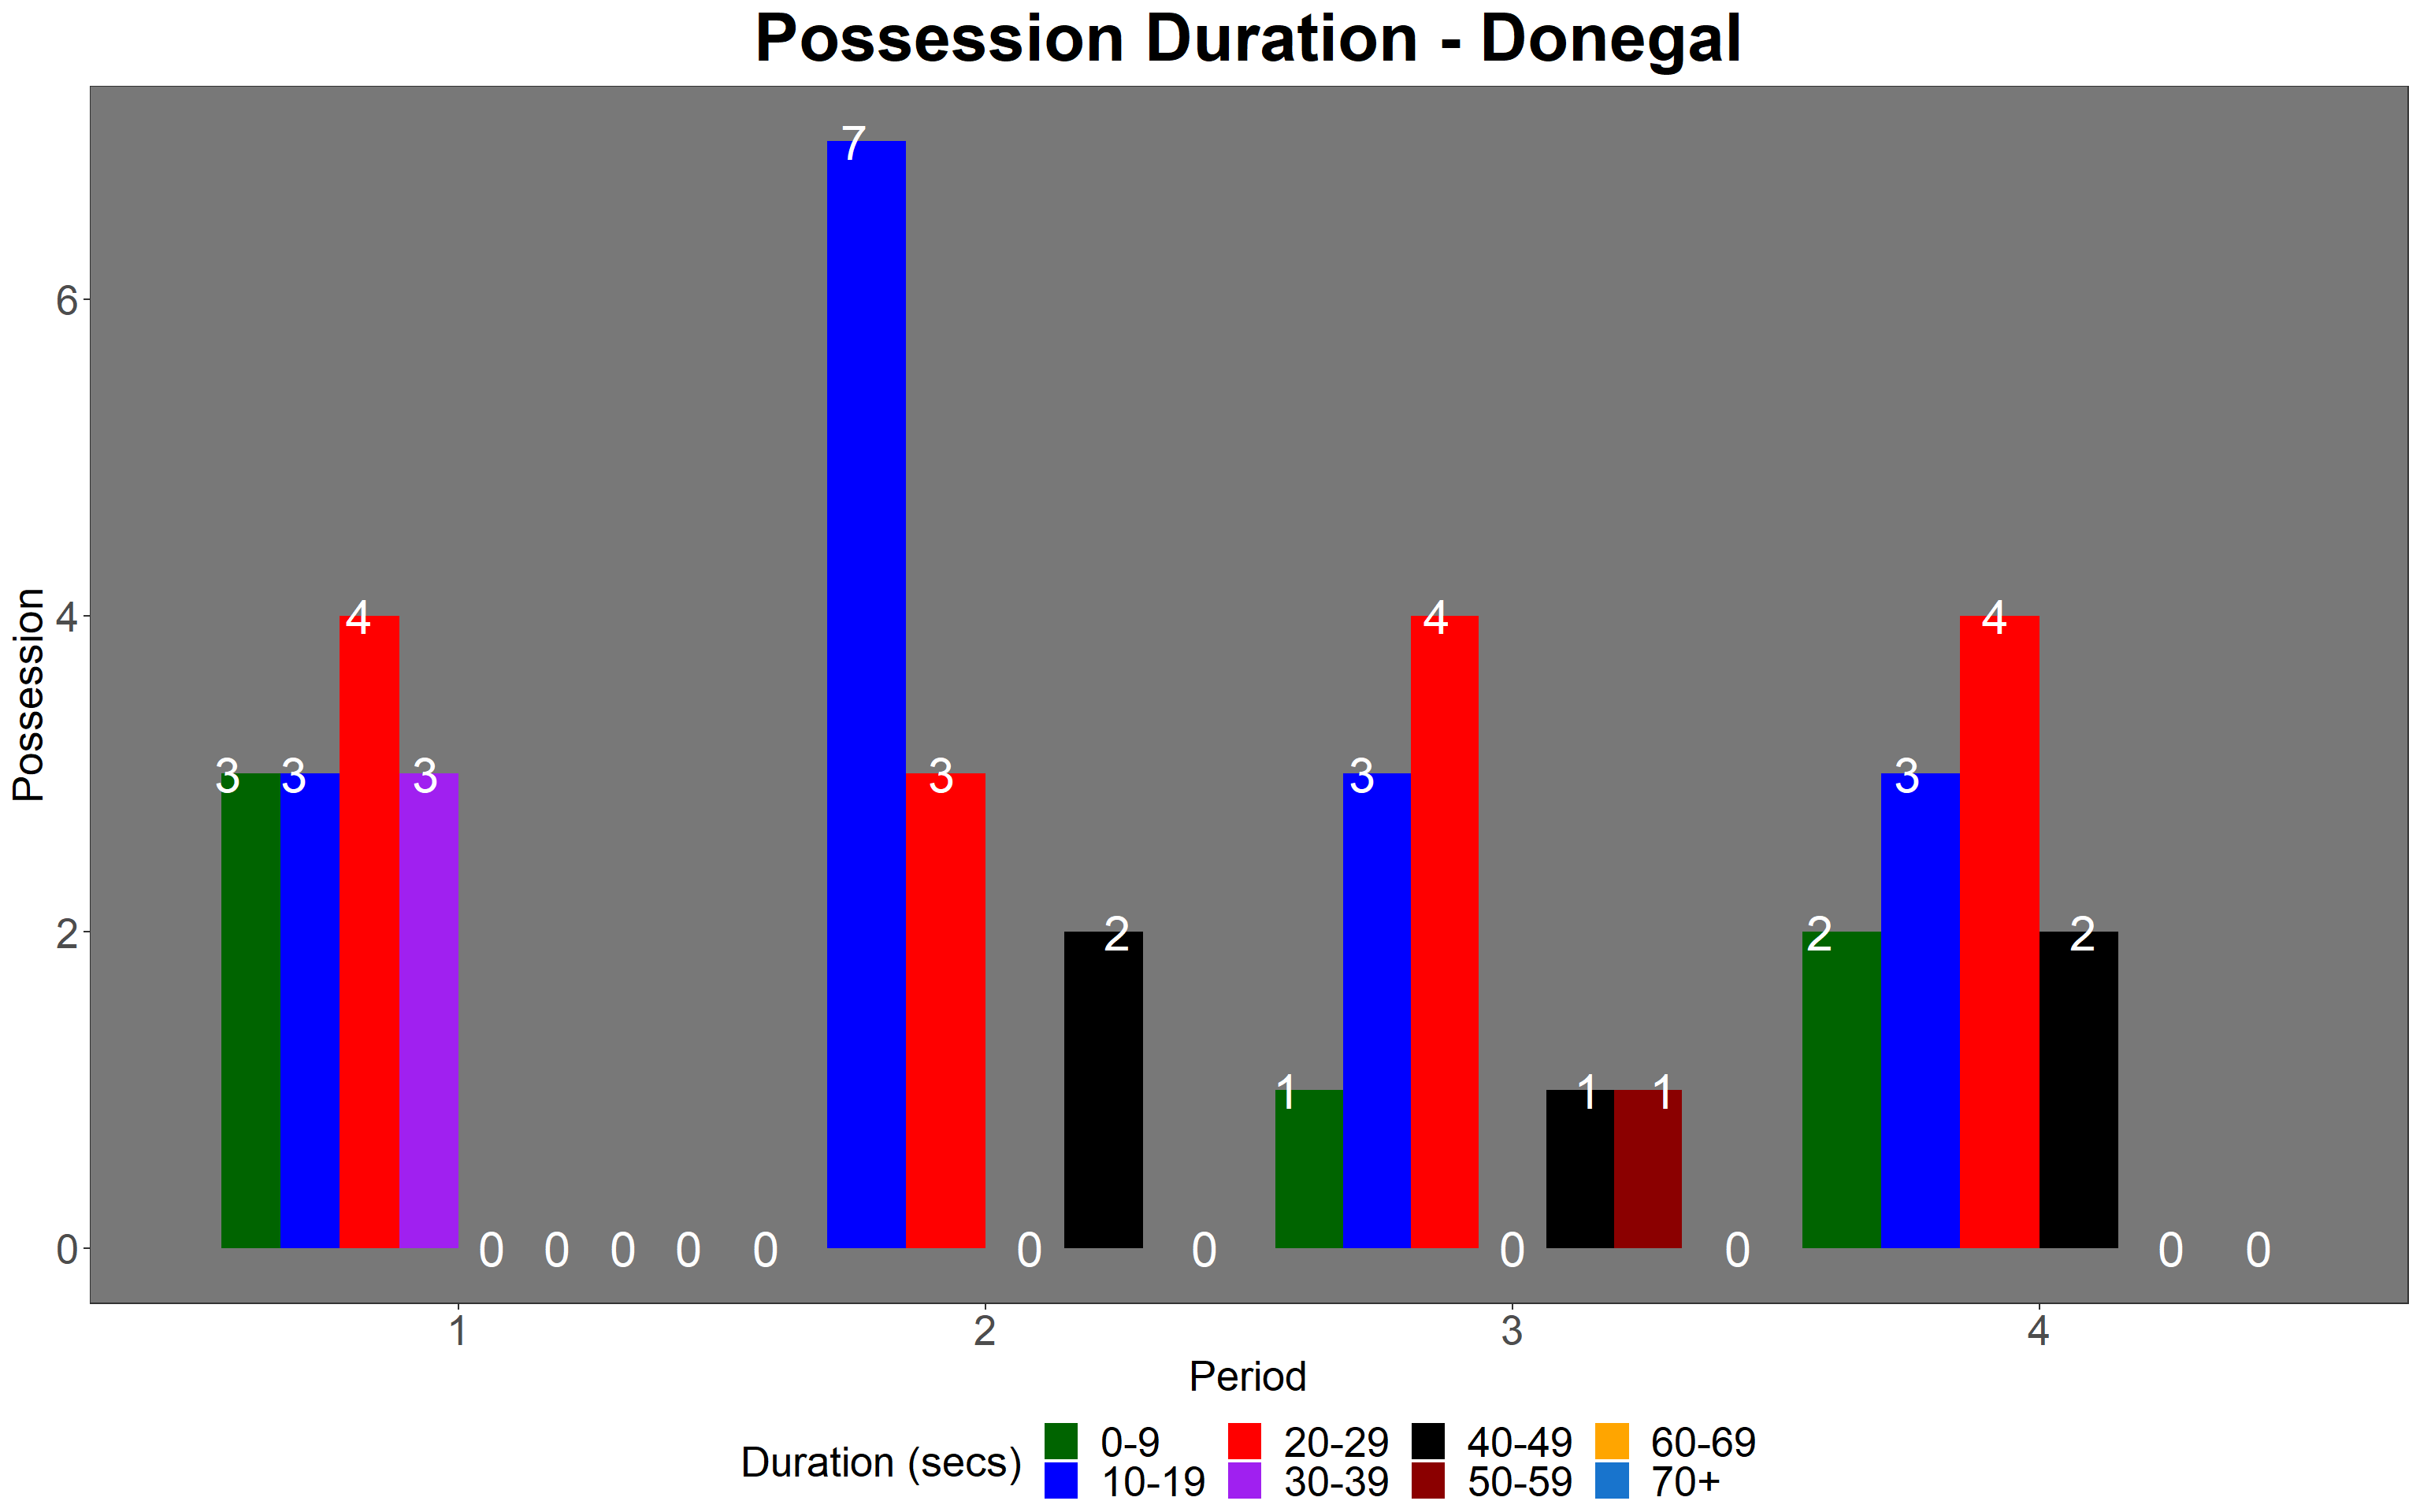 Possession Duration - Donegal
7
6
4 4 4 4
3 3 3 3 3 3
2 2 2
1 1 1
0 0 0 0 0 0 0 0 0 0 0 0
1 2 3 4
Possession
Period
Duration (secs)
0-9 20-29 40-49 60-69
10-19 30-39 50-59 70+